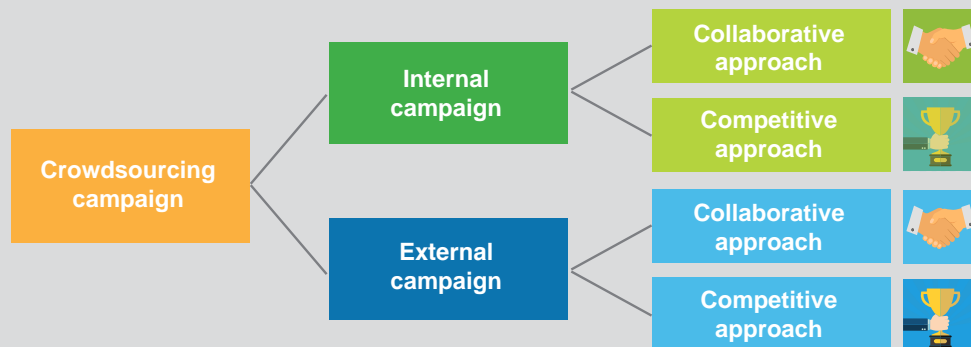 Crowdsourcing
campaign
Internal
campaign
External
campaign
Collaborative
approach
Competitive
approach
Collaborative
approach
Competitive
approach